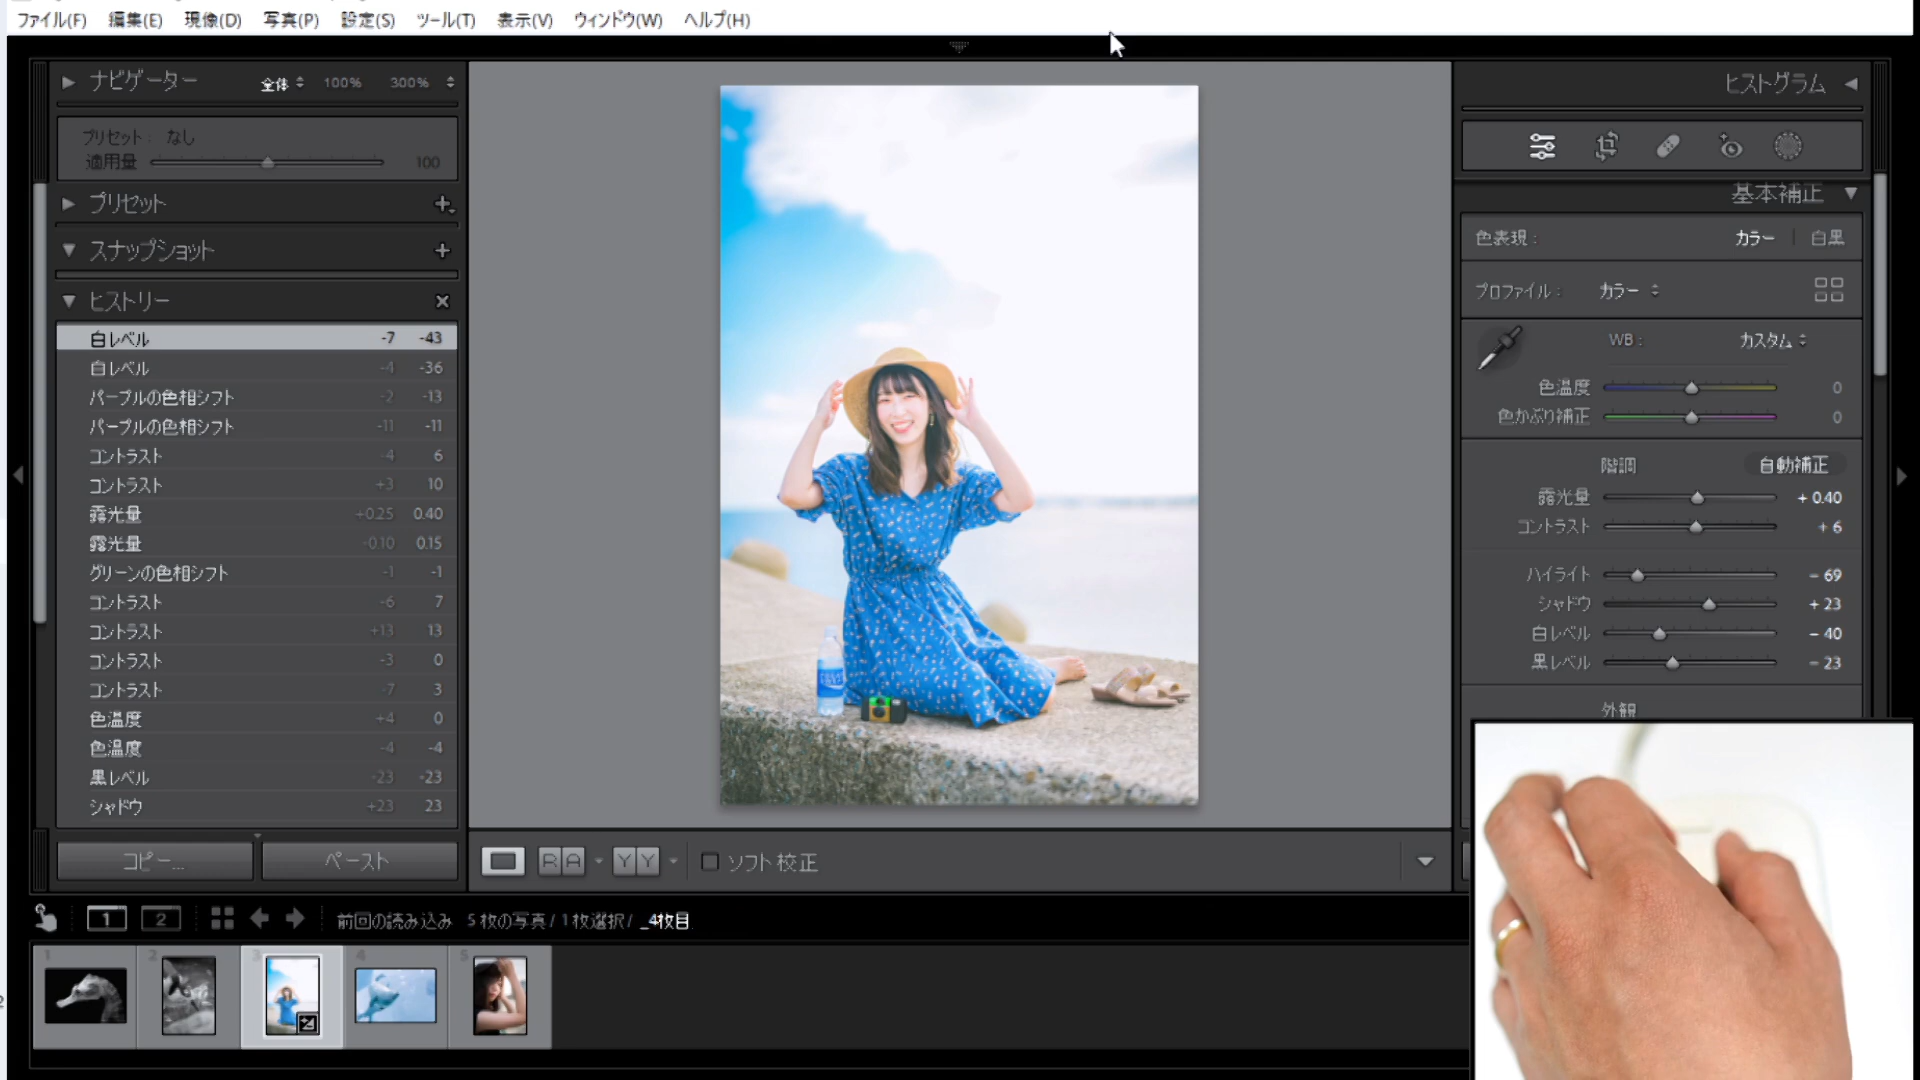 ファイル(F) 編集(E) 現像(D) 写真(P) 設定(S) ツール(T) 表示(V) ウィンドウ(W) ヘルプ(H)
ナビゲーター 全体 100% 300%
プリセット： なし
適用量 100
プリセット
スナップショット
ヒストリー
白レベル -7 -43
白レベル -4 -36
パープルの色相シフト -2 -13
パープルの色相シフト -11 -11
コントラスト -4 6
コントラスト +3 10
露光量 +0.25 0.40
露光量 -0.10 0.15
グリーンの色相シフト -1 -1
コントラスト -6 7
コントラスト +13 13
コントラスト -3 0
コントラスト -7 3
色温度 +4 0
色温度 -4 -4
黒レベル -23 -23
シャドウ +23 23
コピー... ペースト
RA YY ソフト校正
ヒストグラム
基本補正
色表現： カラー 白黒
プロファイル： カラー
WB： カスタム
色温度 0
色かぶり補正 0
階調 自動補正
露光量 + 0.40
コントラスト + 6
ハイライト - 69
シャドウ + 23
白レベル - 40
黒レベル - 23
外観
1 2 前回の読み込み 5 枚の写真 / 1 枚選択 / _4枚目
1 2 3 4 5